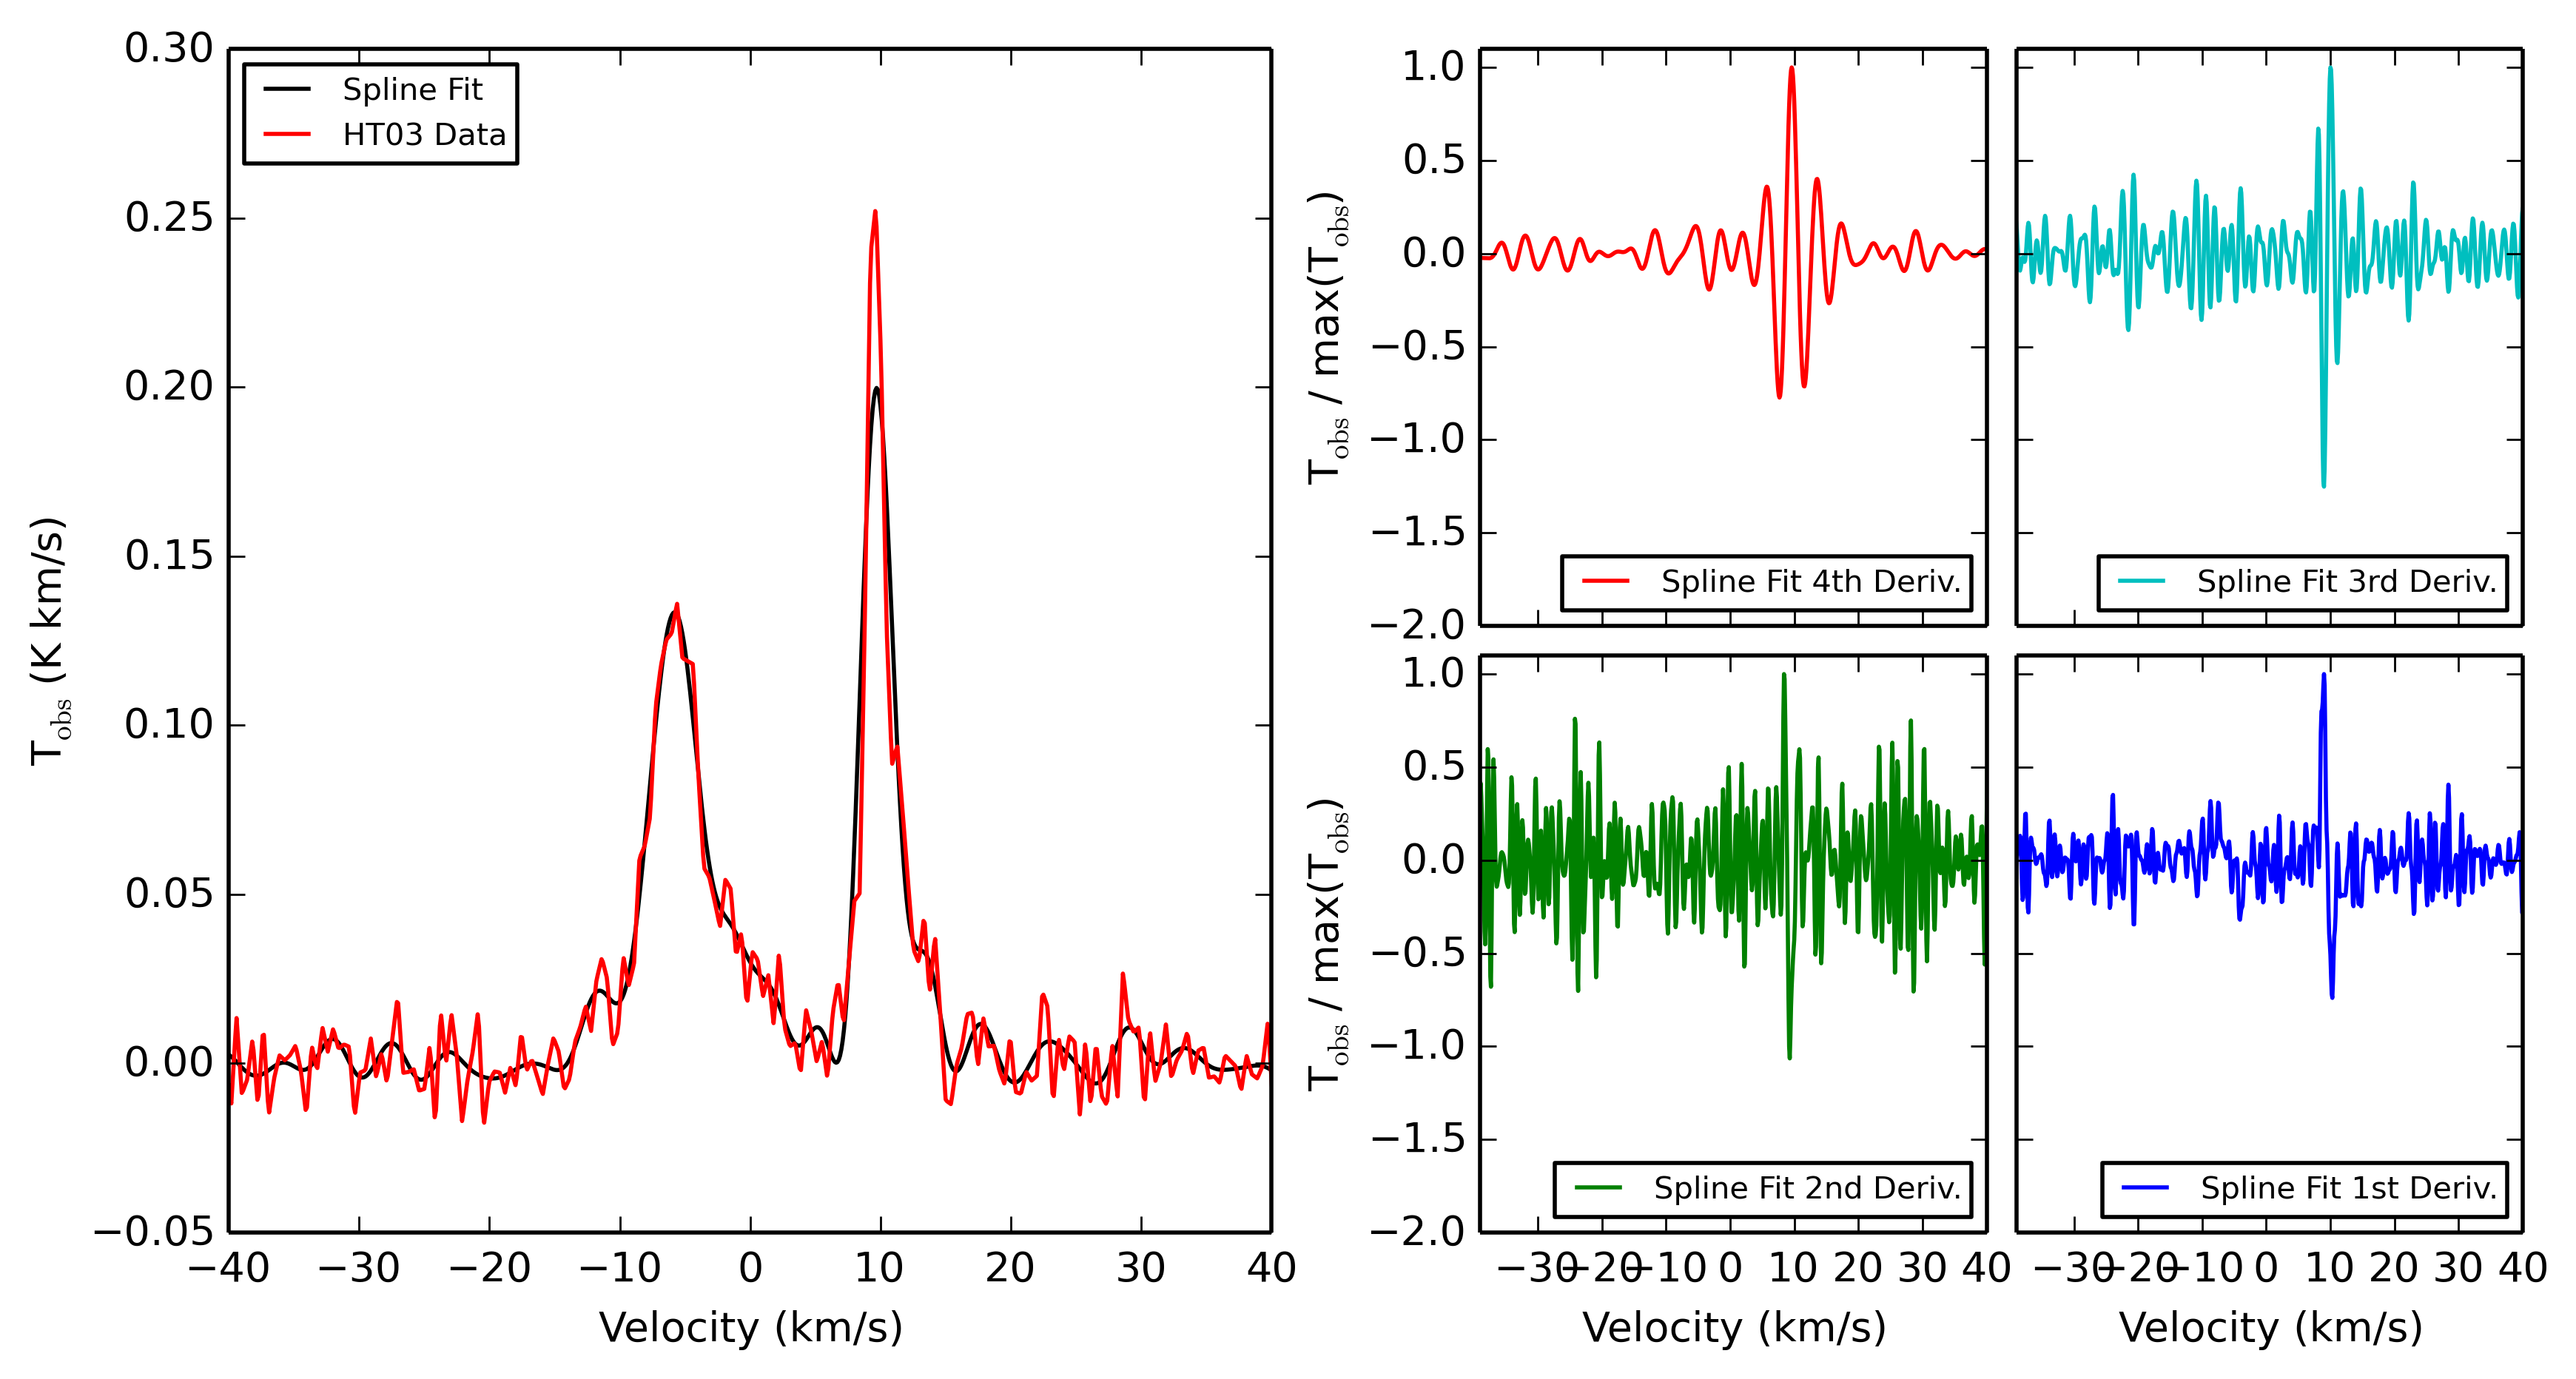 0.30
0.25
0.20
0.15
0.10
0.05
0.00
−0.05
T_obs (K km/s)
Spline Fit
HT03 Data
−40 −30 −20 −10 0 10 20 30 40
Velocity (km/s)
1.0
0.5
0.0
−0.5
−1.0
−1.5
−2.0
T_obs / max(T_obs)
Spline Fit 4th Deriv.
Spline Fit 3rd Deriv.
1.0
0.5
0.0
−0.5
−1.0
−1.5
−2.0
T_obs / max(T_obs)
Spline Fit 2nd Deriv.
Spline Fit 1st Deriv.
−30 −20 −10 0 10 20 30 40
−30 −20 −10 0 10 20 30 40
Velocity (km/s)
Velocity (km/s)